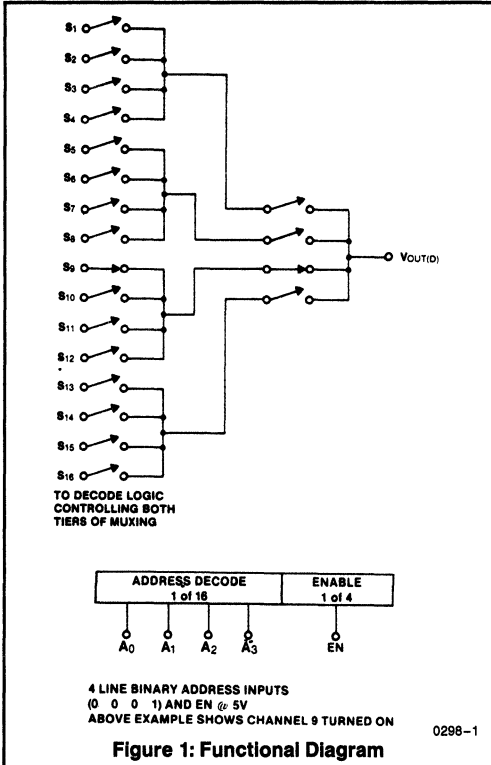 S1
S2
S3
S4
S5
S6
S7
S8
S9
S10
S11
S12
S13
S14
S15
S16
VOUT(D)
TO DECODE LOGIC
CONTROLLING BOTH
TIERS OF MUXING
ADDRESS DECODE
1 of 16
ENABLE
1 of 4
A0
A1
A2
A3
EN
4 LINE BINARY ADDRESS INPUTS
(0 0 0 1) AND EN @ 5V
ABOVE EXAMPLE SHOWS CHANNEL 9 TURNED ON
0298-1
Figure 1: Functional Diagram